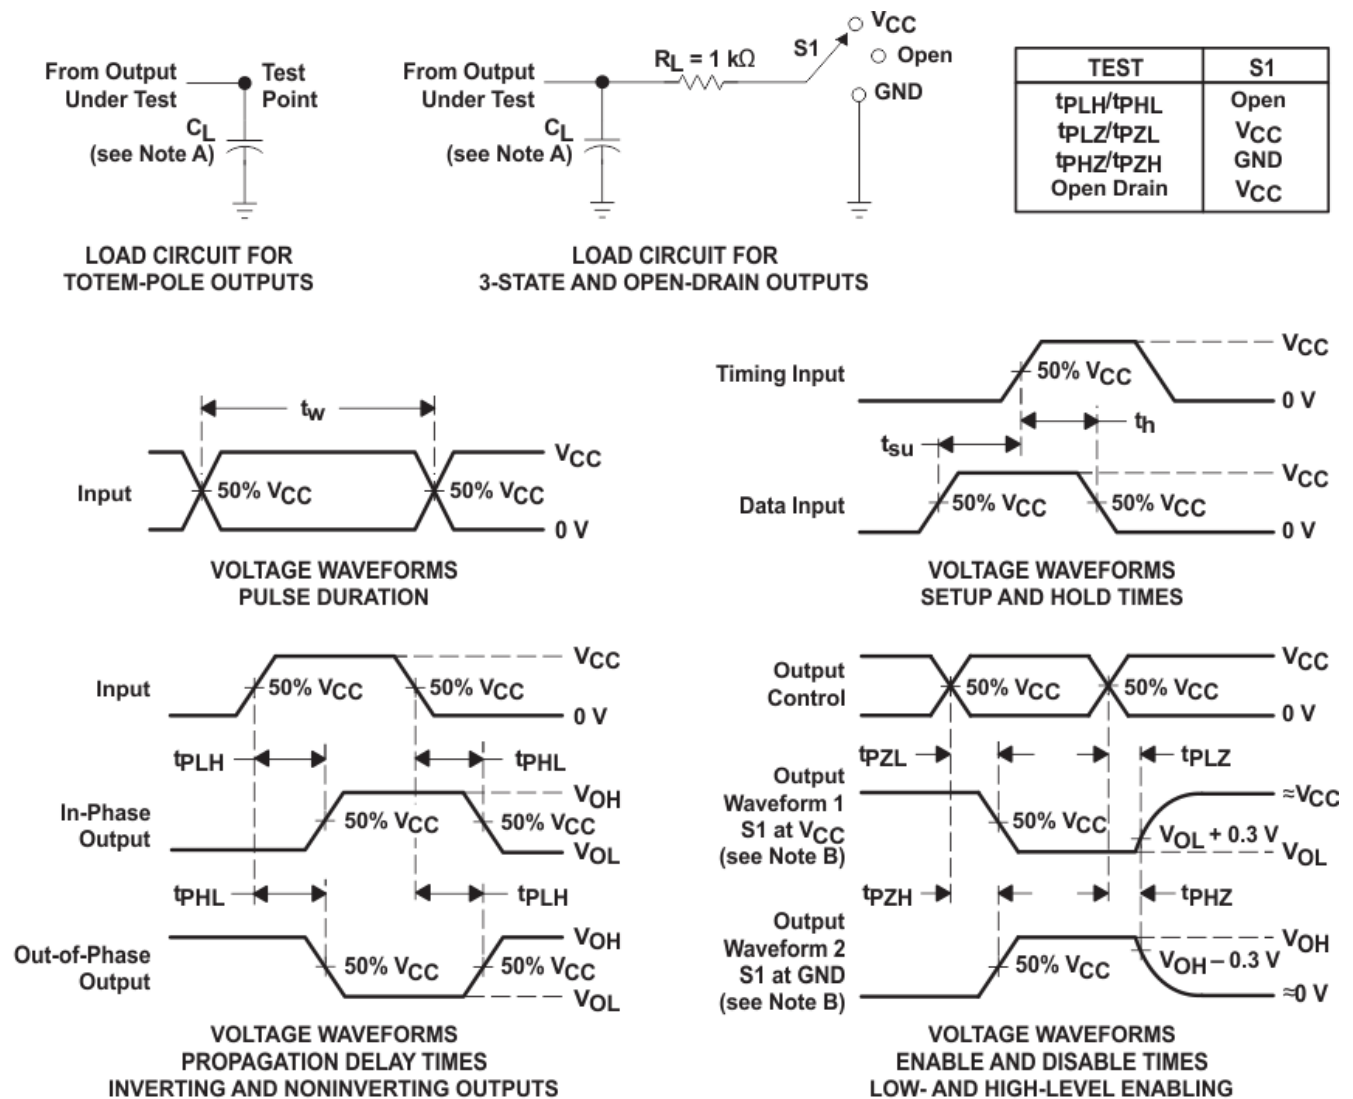 From Output
Under Test
Test
Point
CL
(see Note A)
LOAD CIRCUIT FOR
TOTEM-POLE OUTPUTS
From Output
Under Test
RL = 1 kΩ
S1
VCC
Open
GND
CL
(see Note A)
LOAD CIRCUIT FOR
3-STATE AND OPEN-DRAIN OUTPUTS
TEST S1
tPLH/tPHL Open
tPLZ/tPZL VCC
tPHZ/tPZH GND
Open Drain VCC
tw
Input
50% VCC
50% VCC
VCC
0 V
VOLTAGE WAVEFORMS
PULSE DURATION
Timing Input
50% VCC
VCC
0 V
th
tsu
Data Input
50% VCC
50% VCC
VCC
0 V
VOLTAGE WAVEFORMS
SETUP AND HOLD TIMES
Input
50% VCC
50% VCC
VCC
0 V
tPLH
tPHL
In-Phase
Output
50% VCC
50% VCC
VOH
VOL
tPHL
tPLH
Out-of-Phase
Output
50% VCC
50% VCC
VOH
VOL
VOLTAGE WAVEFORMS
PROPAGATION DELAY TIMES
INVERTING AND NONINVERTING OUTPUTS
Output
Control
50% VCC
50% VCC
VCC
0 V
tPZL
tPLZ
Output
Waveform 1
S1 at VCC
(see Note B)
50% VCC
VOL + 0.3 V
≈VCC
VOL
tPZH
tPHZ
Output
Waveform 2
S1 at GND
(see Note B)
50% VCC
VOH – 0.3 V
VOH
≈0 V
VOLTAGE WAVEFORMS
ENABLE AND DISABLE TIMES
LOW- AND HIGH-LEVEL ENABLING